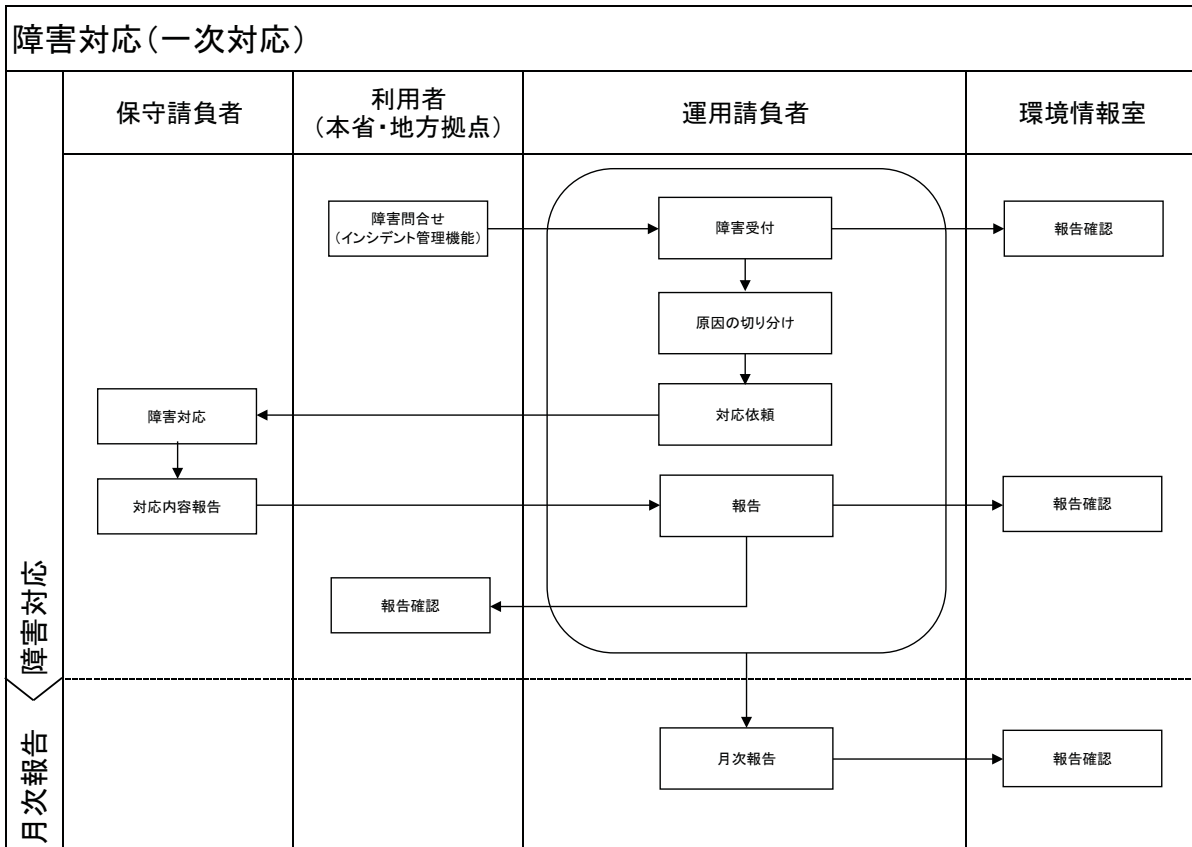 障害対応(一次対応)
保守請負者
利用者
(本省・地方拠点)
運用請負者
環境情報室
障害問合せ
(インシデント管理機能)
障害受付
報告確認
原因の切り分け
障害対応
対応依頼
対応内容報告
報告
報告確認
報告確認
障害対応
月次報告
月次報告
報告確認